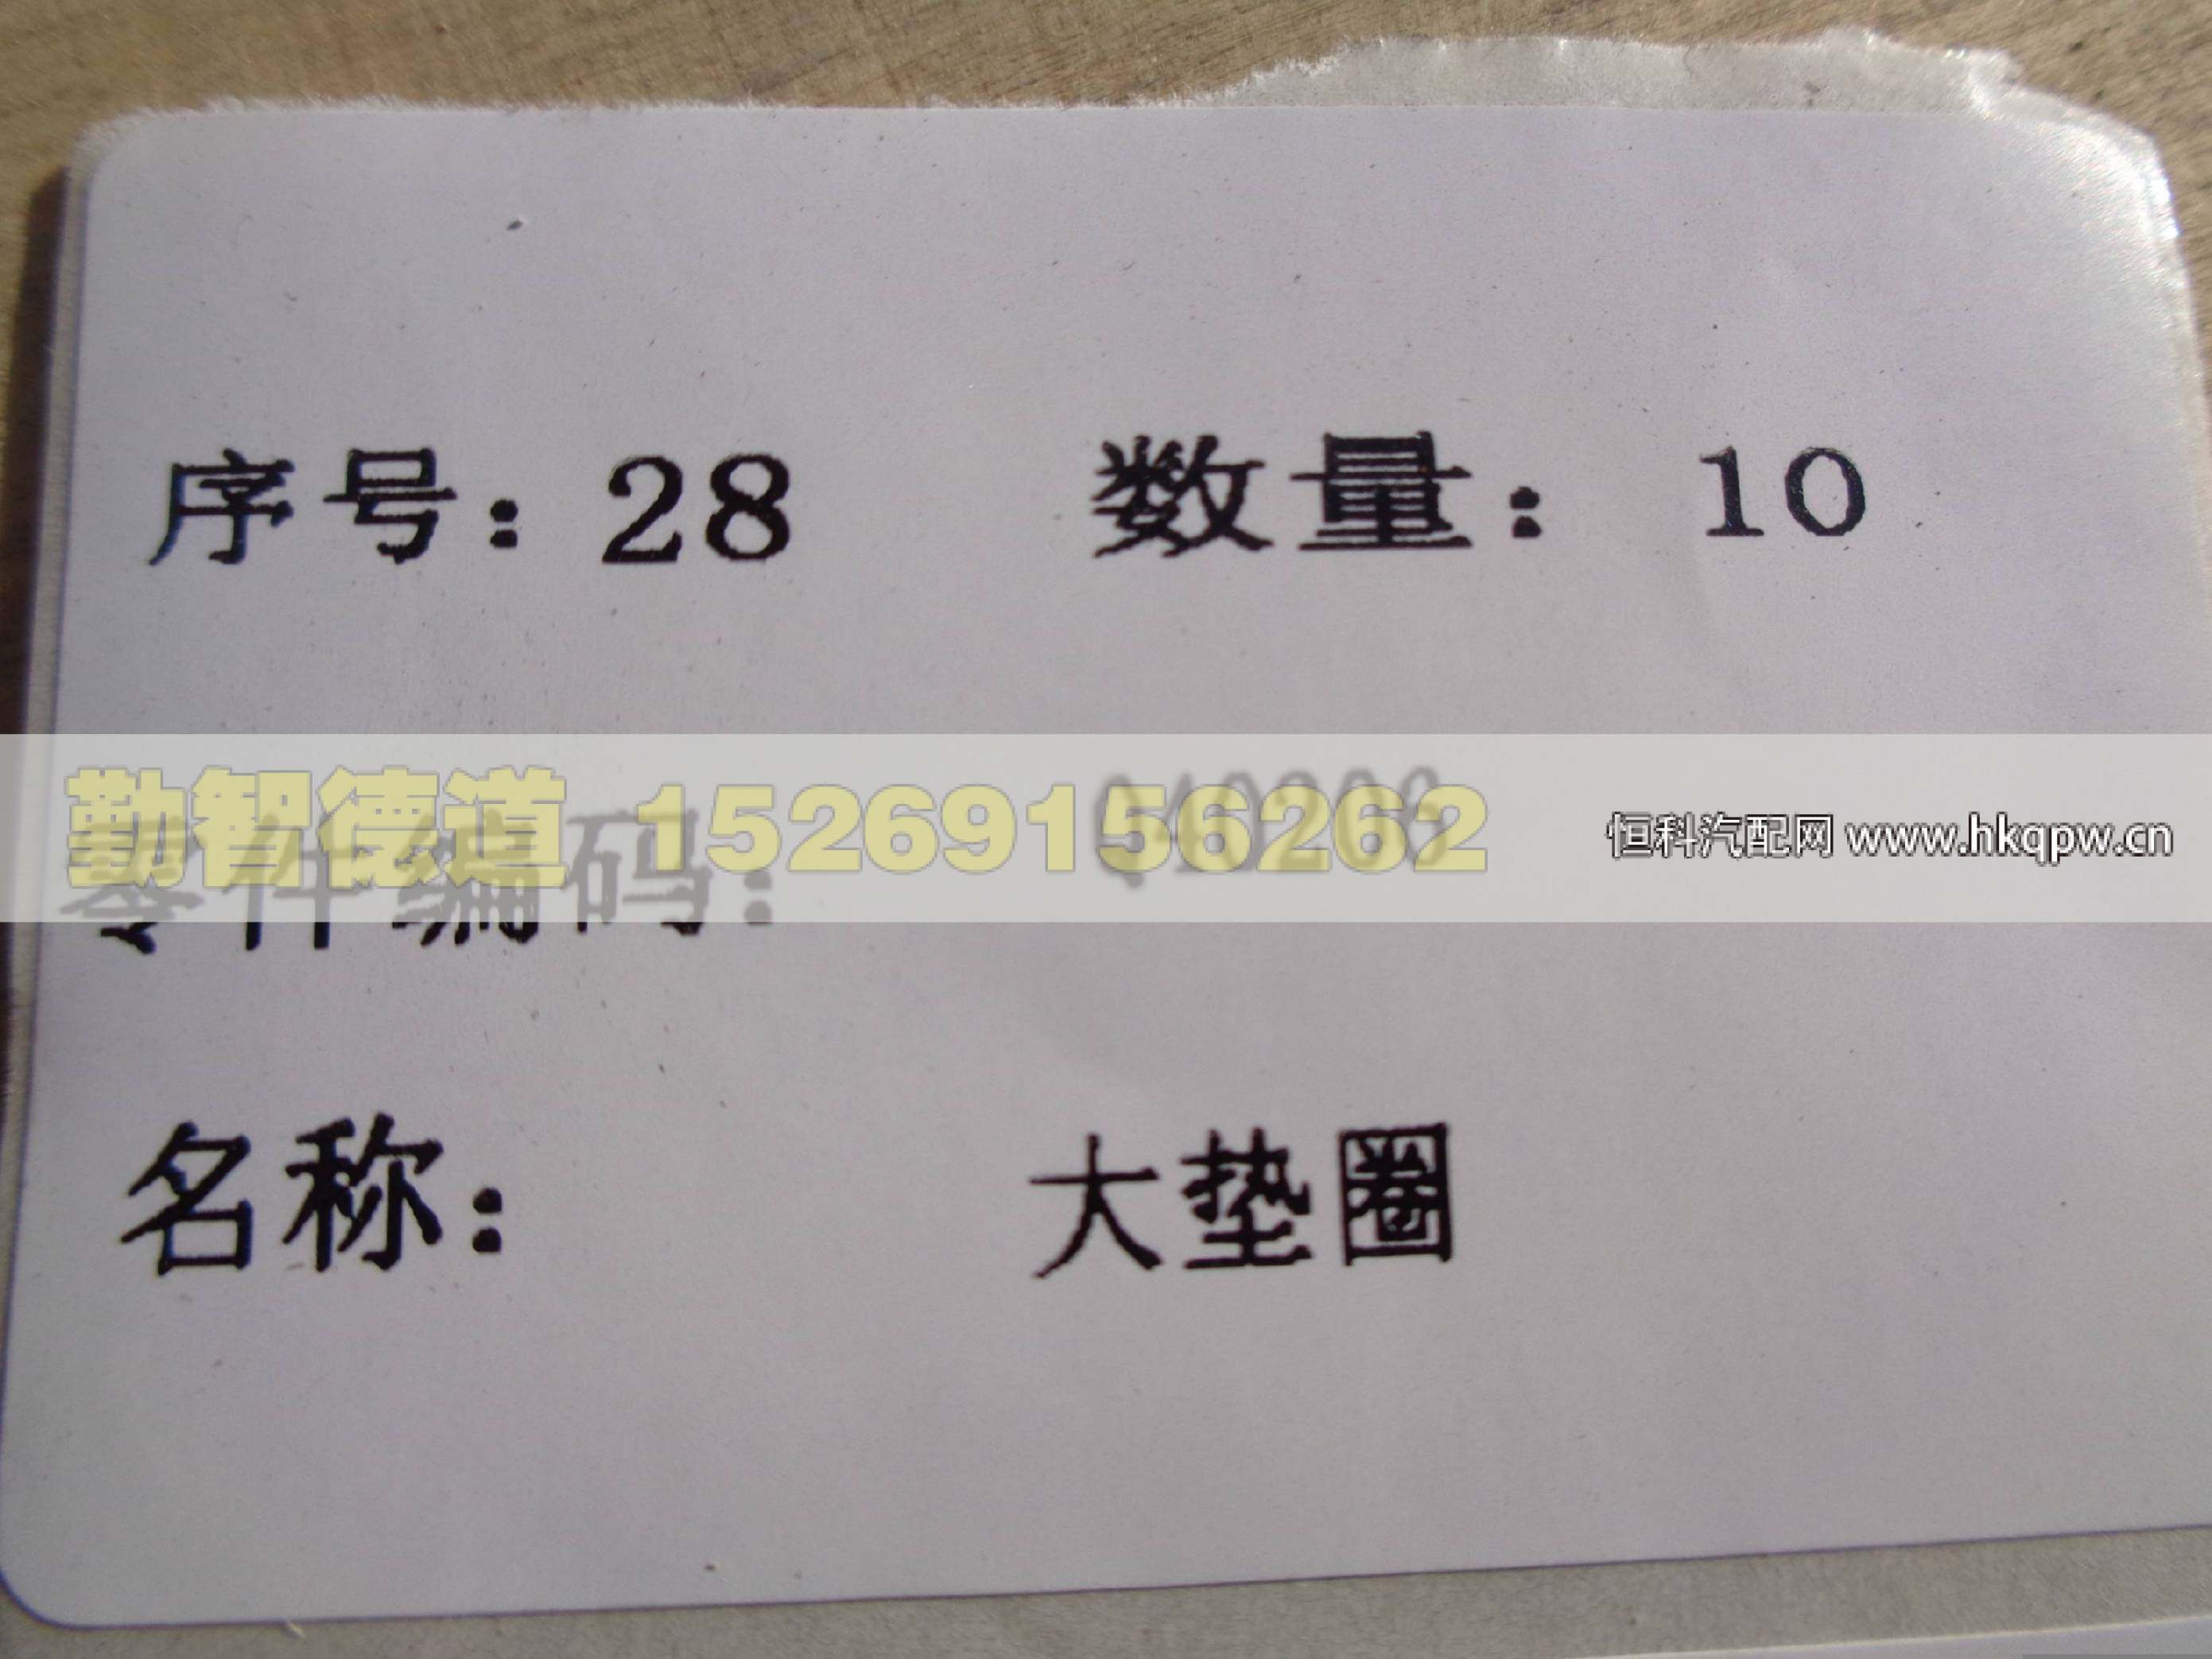 序号：28 数量： 10
勤智德道 15269156262 恒科汽配网 www.hkqpw.cn
零件编码： Q40206
名称： 大垫圈